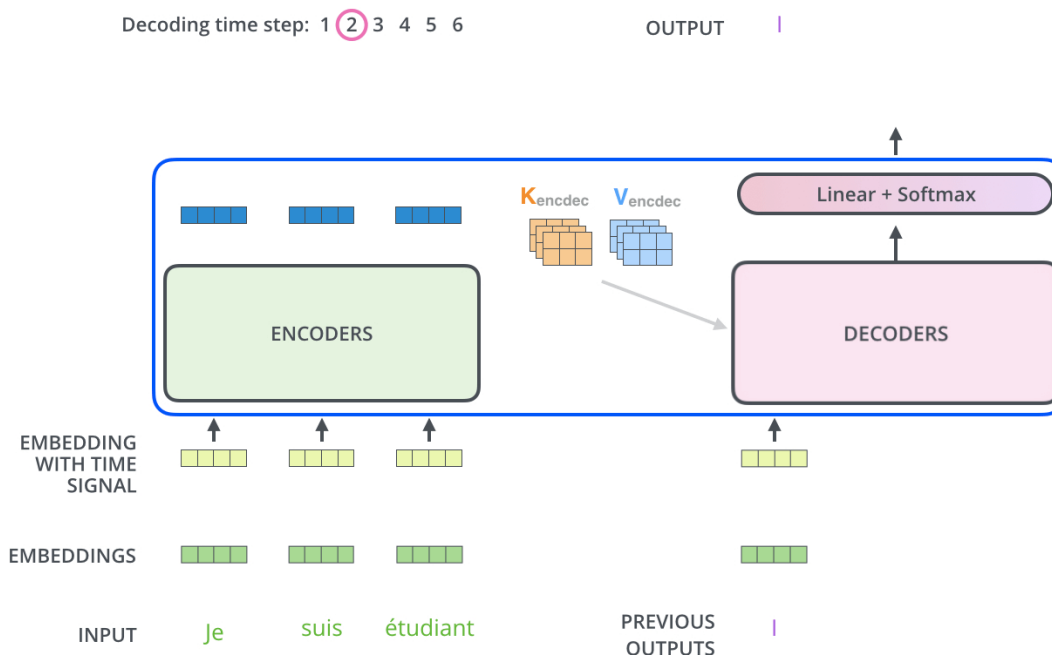 Decoding time step: 1 2 3 4 5 6
OUTPUT
I
Kencdec
Vencdec
Linear + Softmax
ENCODERS
DECODERS
EMBEDDING
WITH TIME
SIGNAL
EMBEDDINGS
INPUT
Je
suis
étudiant
PREVIOUS
OUTPUTS
I